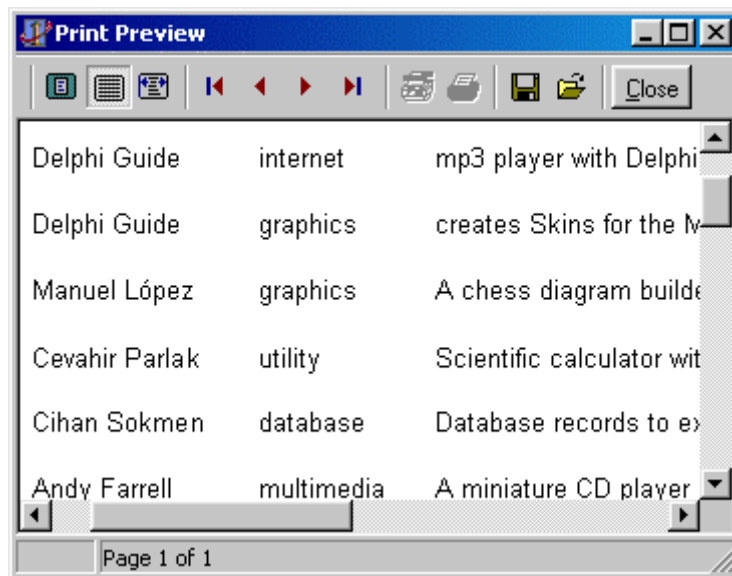 Print Preview
Close
Delphi Guide internet mp3 player with Delphi
Delphi Guide graphics creates Skins for the
Manuel López graphics A chess diagram builde
Cevahir Parlak utility Scientific calculator wit
Cihan Sokmen database Database records to ex
Andy Farrell multimedia A miniature CD player
Page 1 of 1